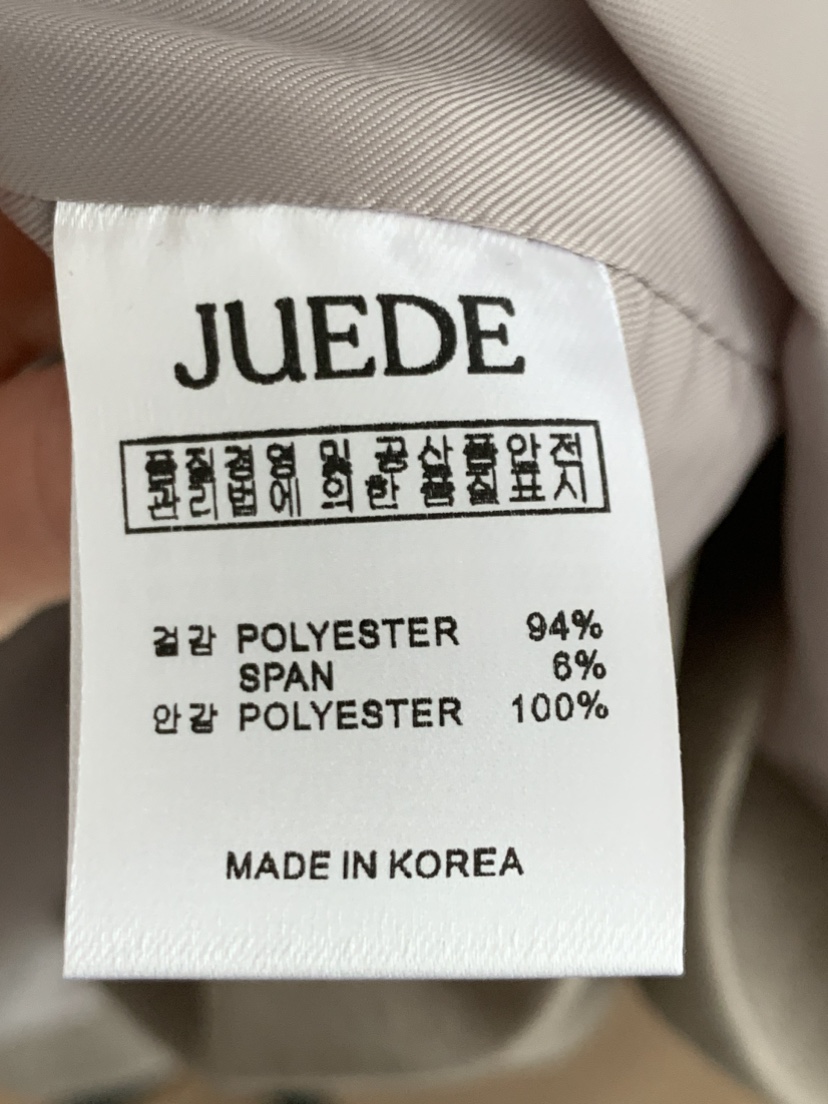 JUEDE
품질경영 및 공산품안전
관리법에 의한 품질표시
겉감 POLYESTER 94%
SPAN 6%
안감 POLYESTER 100%
MADE IN KOREA